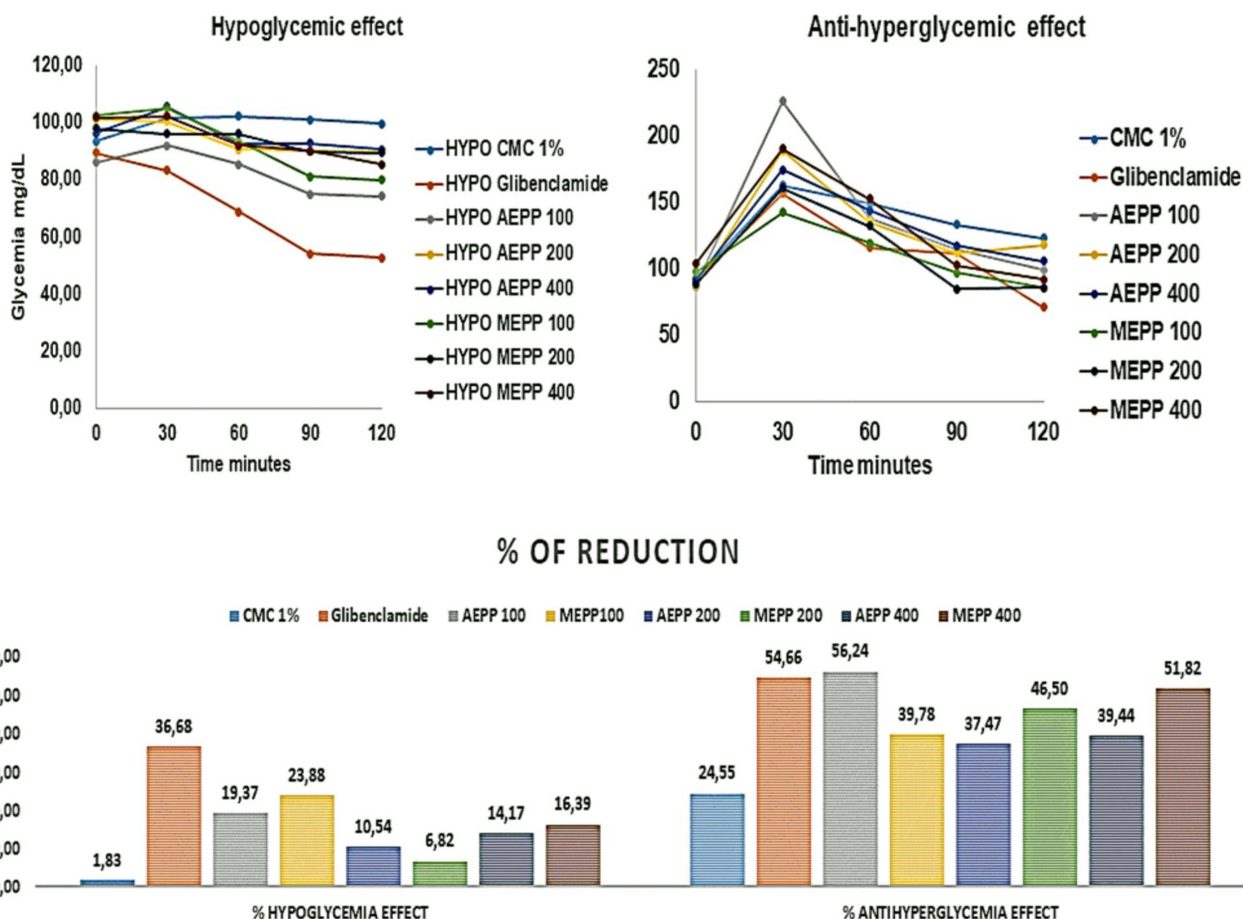 Hypoglycemic effect
120,00
100,00
80,00
60,00
40,00
20,00
0,00
Glycemia mg/dL
0 30 60 90 120
Time minutes
HYPO CMC 1%
HYPO Glibenclamide
HYPO AEPP 100
HYPO AEPP 200
HYPO AEPP 400
HYPO MEPP 100
HYPO MEPP 200
HYPO MEPP 400
Anti-hyperglycemic effect
250
200
150
100
50
0
0 30 60 90 120
Time minutes
CMC 1%
Glibenclamide
AEPP 100
AEPP 200
AEPP 400
MEPP 100
MEPP 200
MEPP 400
% OF REDUCTION
CMC 1% Glibenclamide AEPP 100 MEPP100 AEPP 200 MEPP 200 AEPP 400 MEPP 400
1,83 36,68 19,37 23,88 10,54 6,82 14,17 16,39
24,55 54,66 56,24 39,78 37,47 46,50 39,44 51,82
% HYPOGLYCEMIA EFFECT % ANTIHYPERGLYCEMIA EFFECT